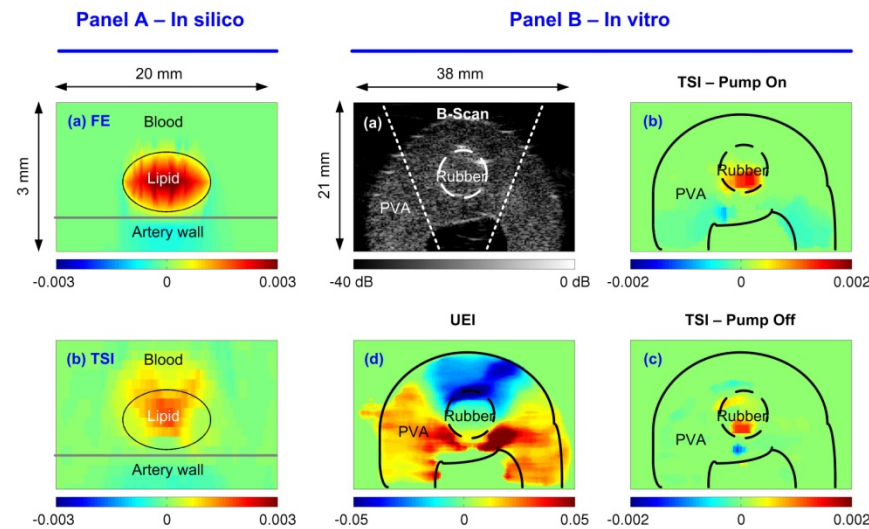 Panel A – In silico
Panel B – In vitro
20 mm
38 mm
TSI – Pump On
3 mm
(a) FE
Blood
Lipid
Artery wall
-0.003 0 0.003
21 mm
(a)
B-Scan
Rubber
PVA
-40 dB 0 dB
(b)
Rubber
PVA
-0.002 0 0.002
UEI
TSI – Pump Off
(b) TSI
Blood
Lipid
Artery wall
-0.003 0 0.003
(d)
Rubber
PVA
-0.05 0 0.05
(c)
Rubber
PVA
-0.002 0 0.002